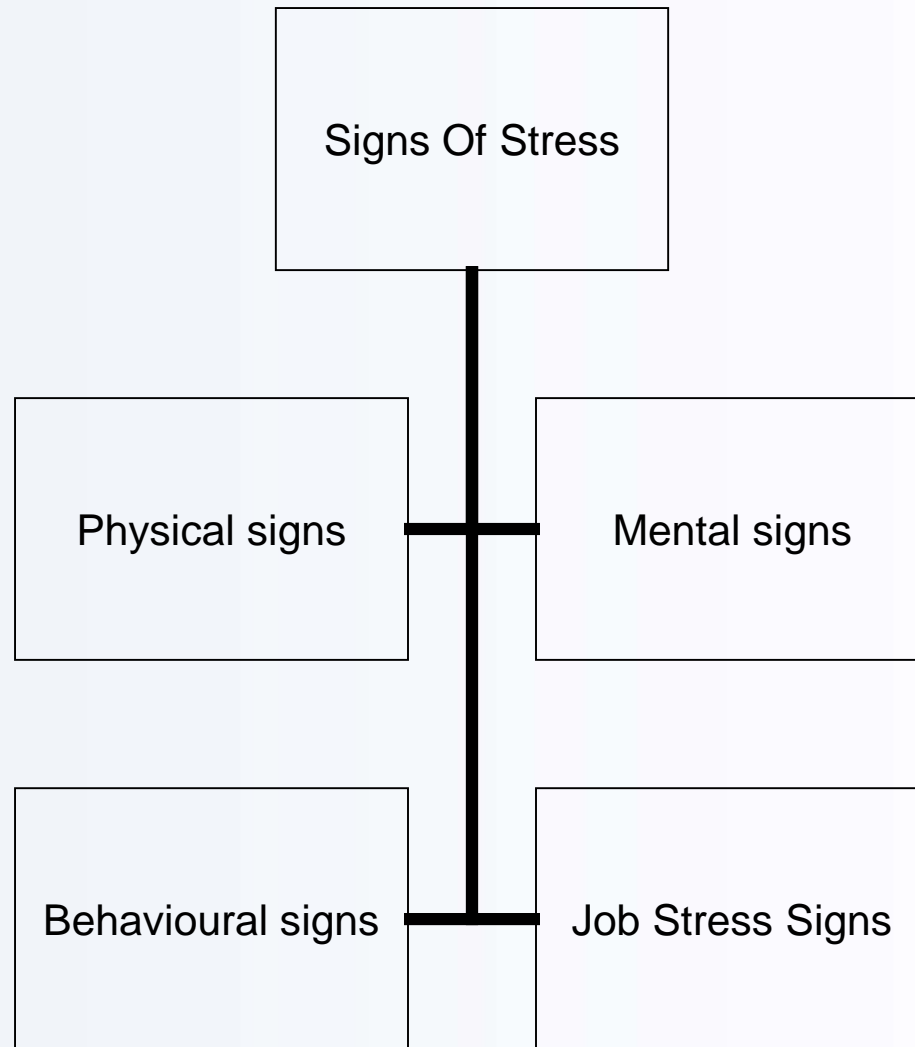 Signs Of Stress
Physical signs
Mental signs
Behavioural signs
Job Stress Signs